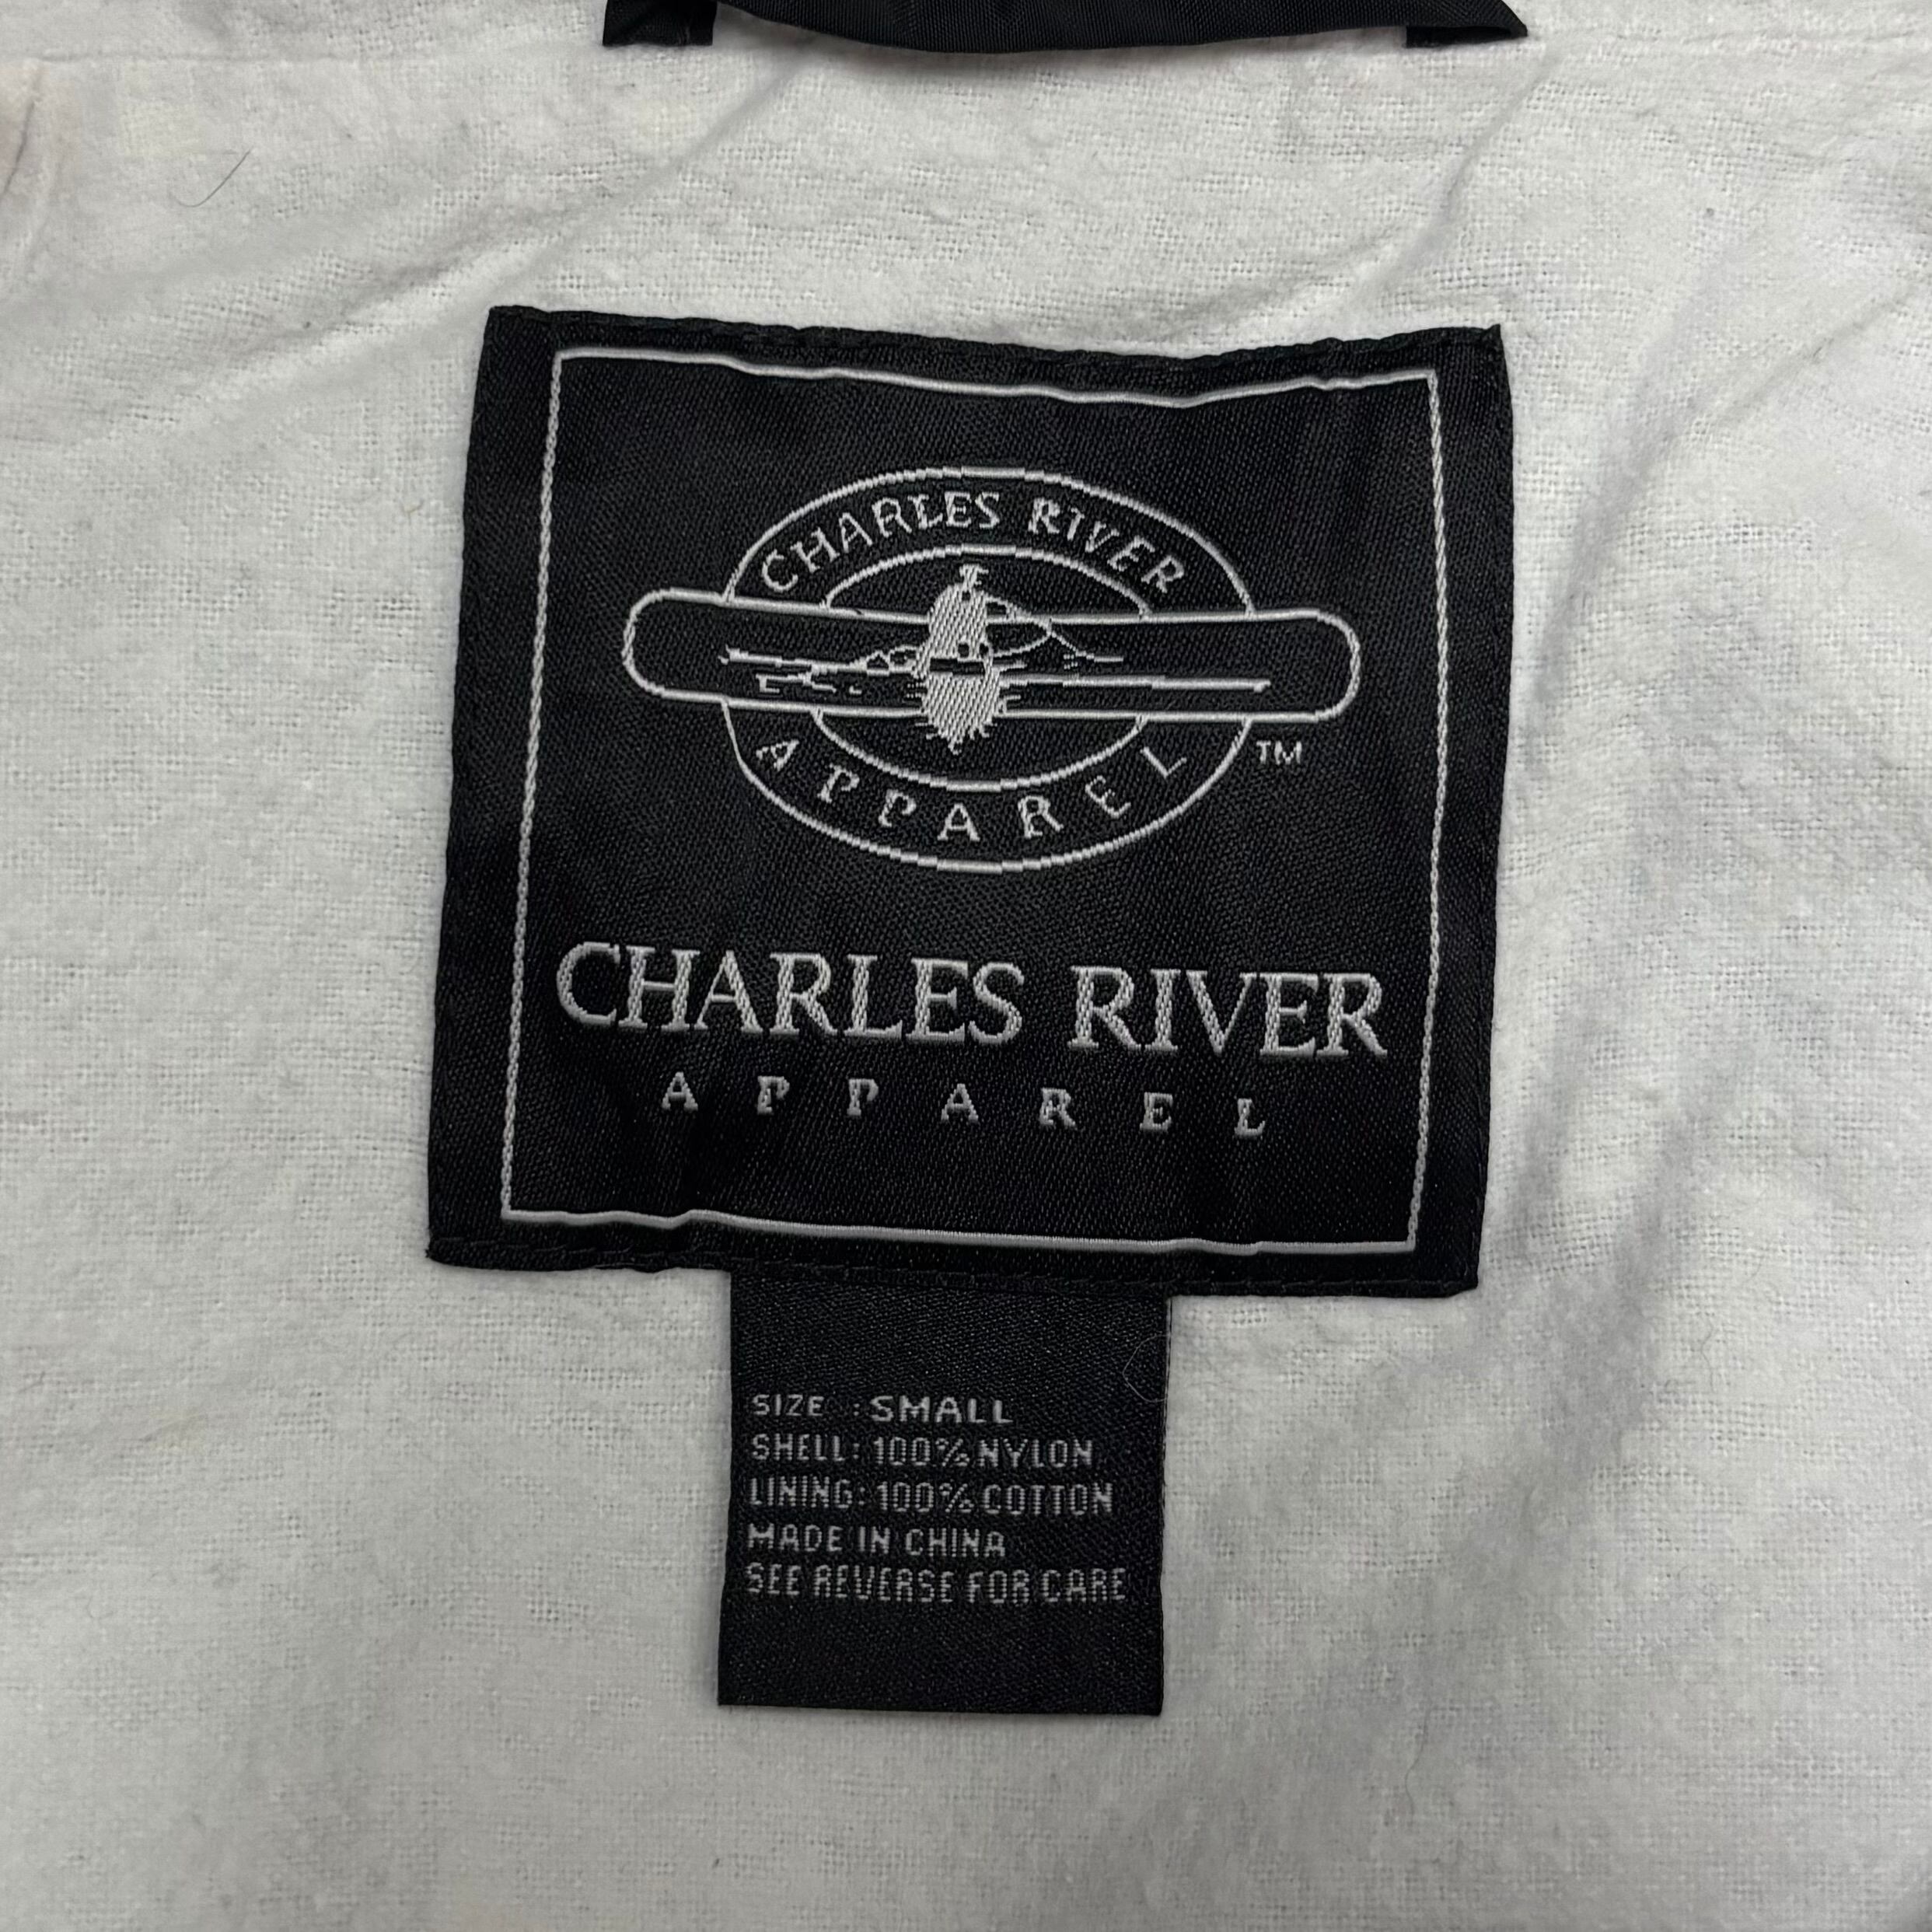 CHARLES RIVER
APPAREL
TM
CHARLES RIVER
APPAREL
SIZE : SMALL
SHELL: 100% NYLON
LINING: 100% COTTON
MADE IN CHINA
SEE REVERSE FOR CARE